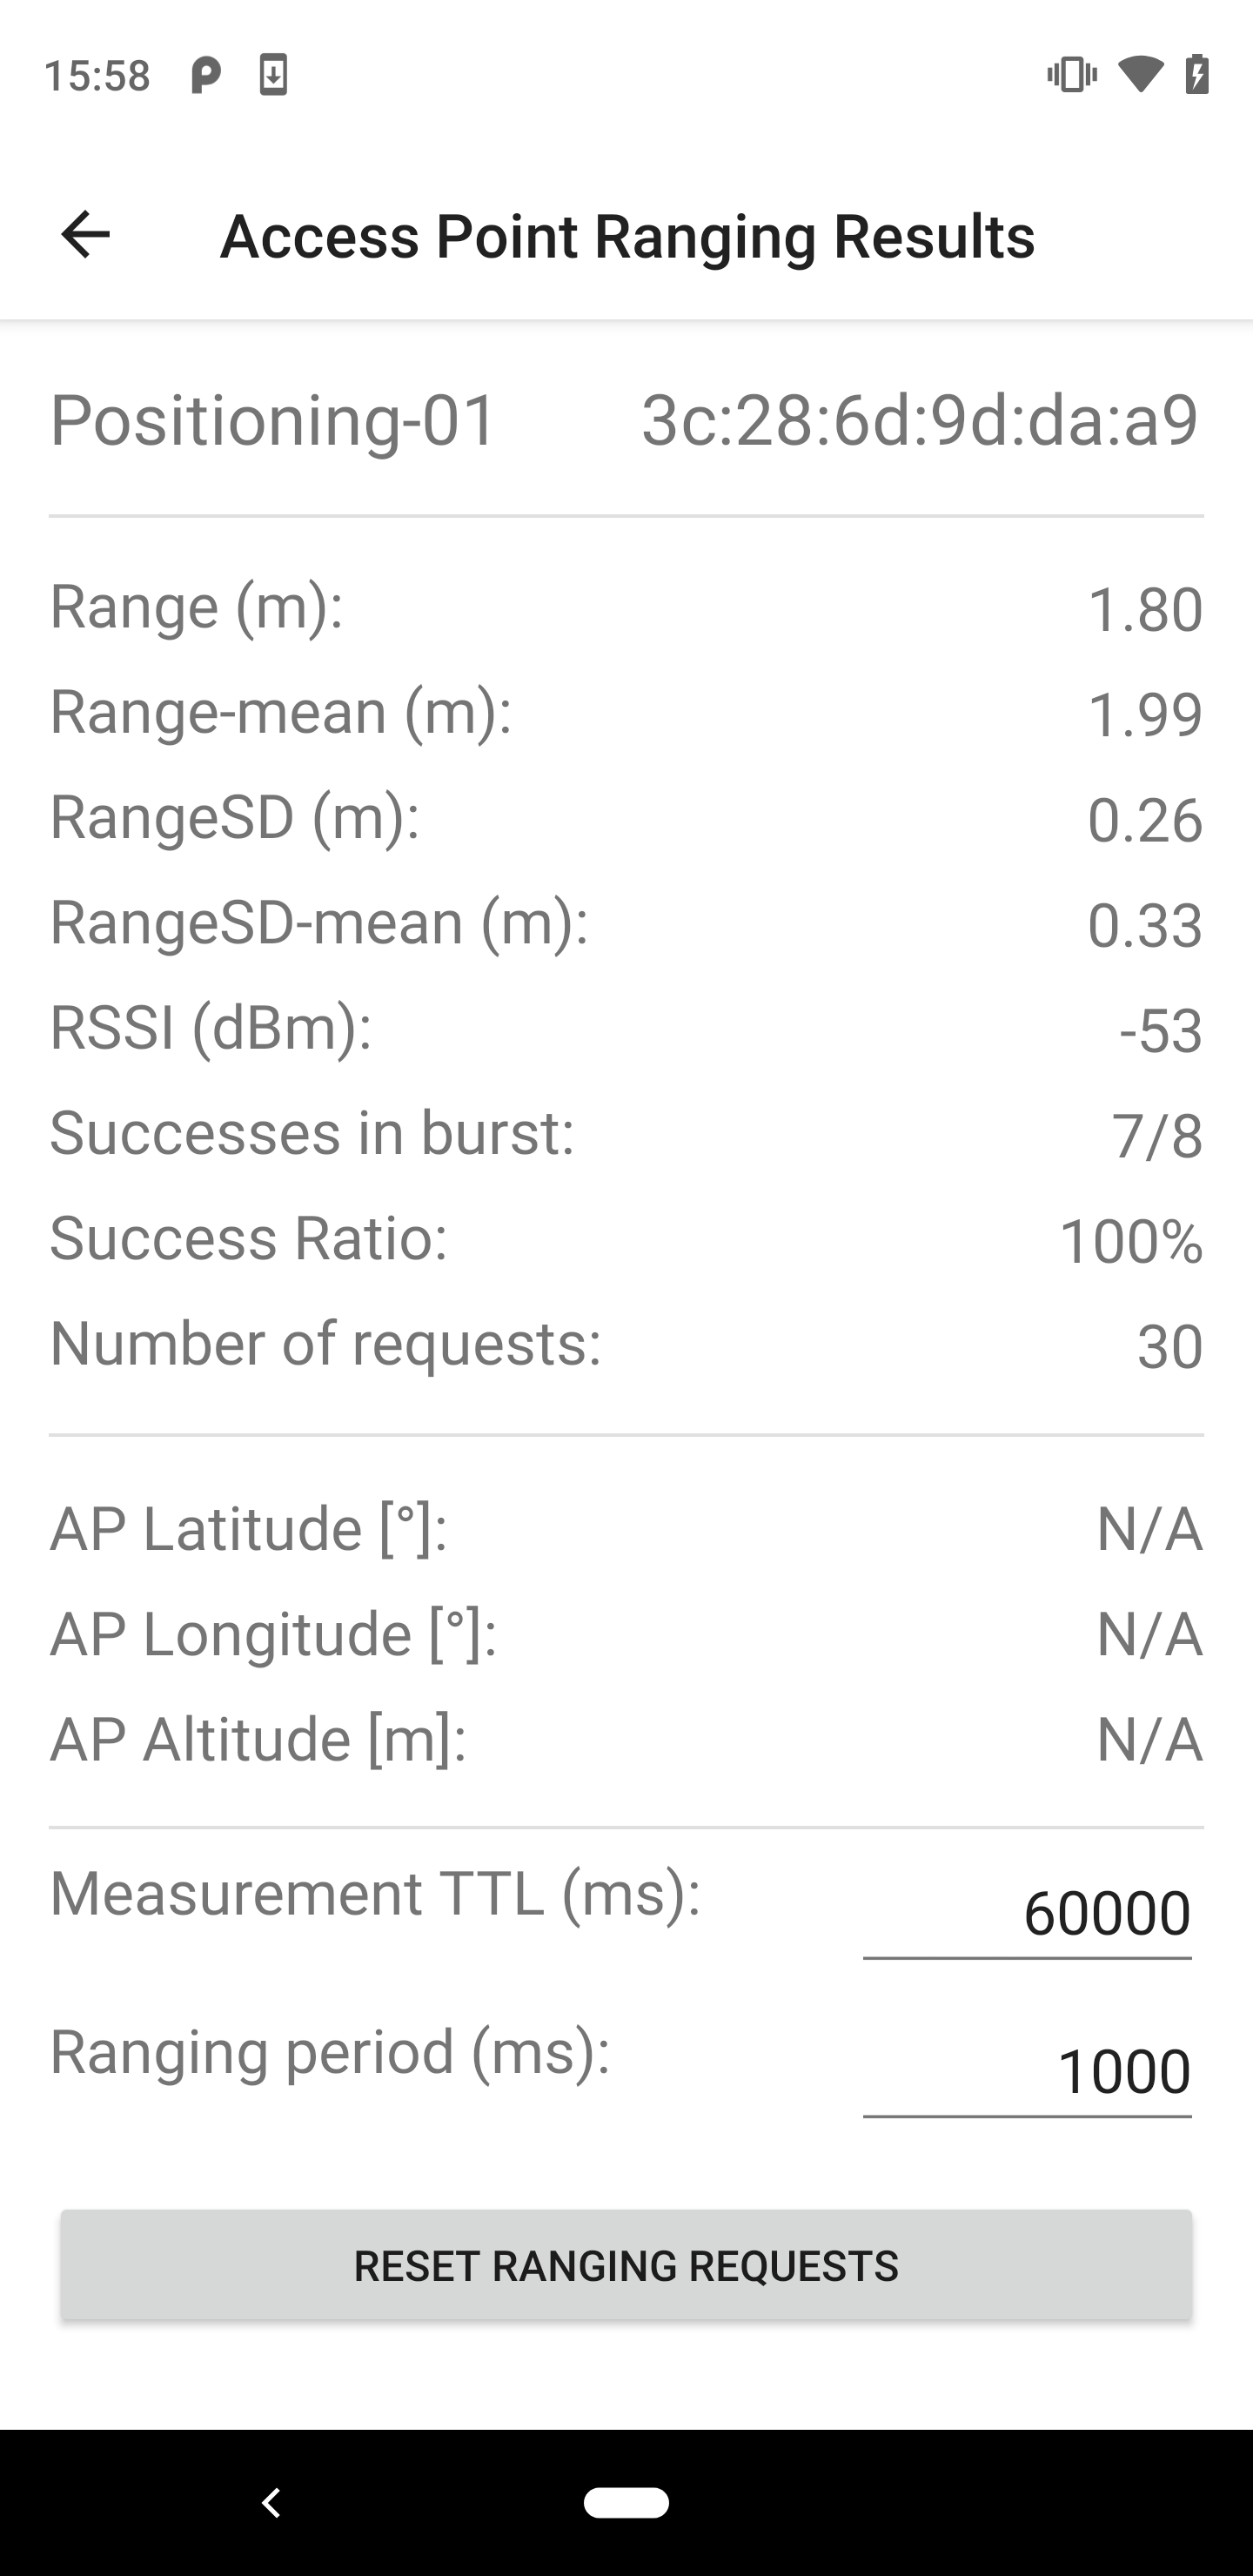 15:58
Access Point Ranging Results
Positioning-01 3c:28:6d:9d:da:a9
Range (m): 1.80
Range-mean (m): 1.99
RangeSD (m): 0.26
RangeSD-mean (m): 0.33
RSSI (dBm): -53
Successes in burst: 7/8
Success Ratio: 100%
Number of requests: 30
AP Latitude [°]: N/A
AP Longitude [°]: N/A
AP Altitude [m]: N/A
Measurement TTL (ms): 60000
Ranging period (ms): 1000
RESET RANGING REQUESTS